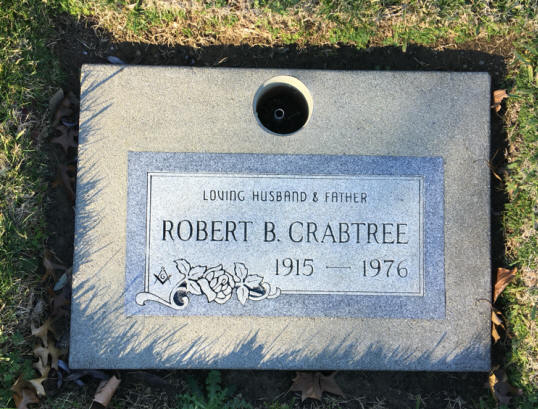 LOVING HUSBAND & FATHER
ROBERT B. CRABTREE
1915 — 1976